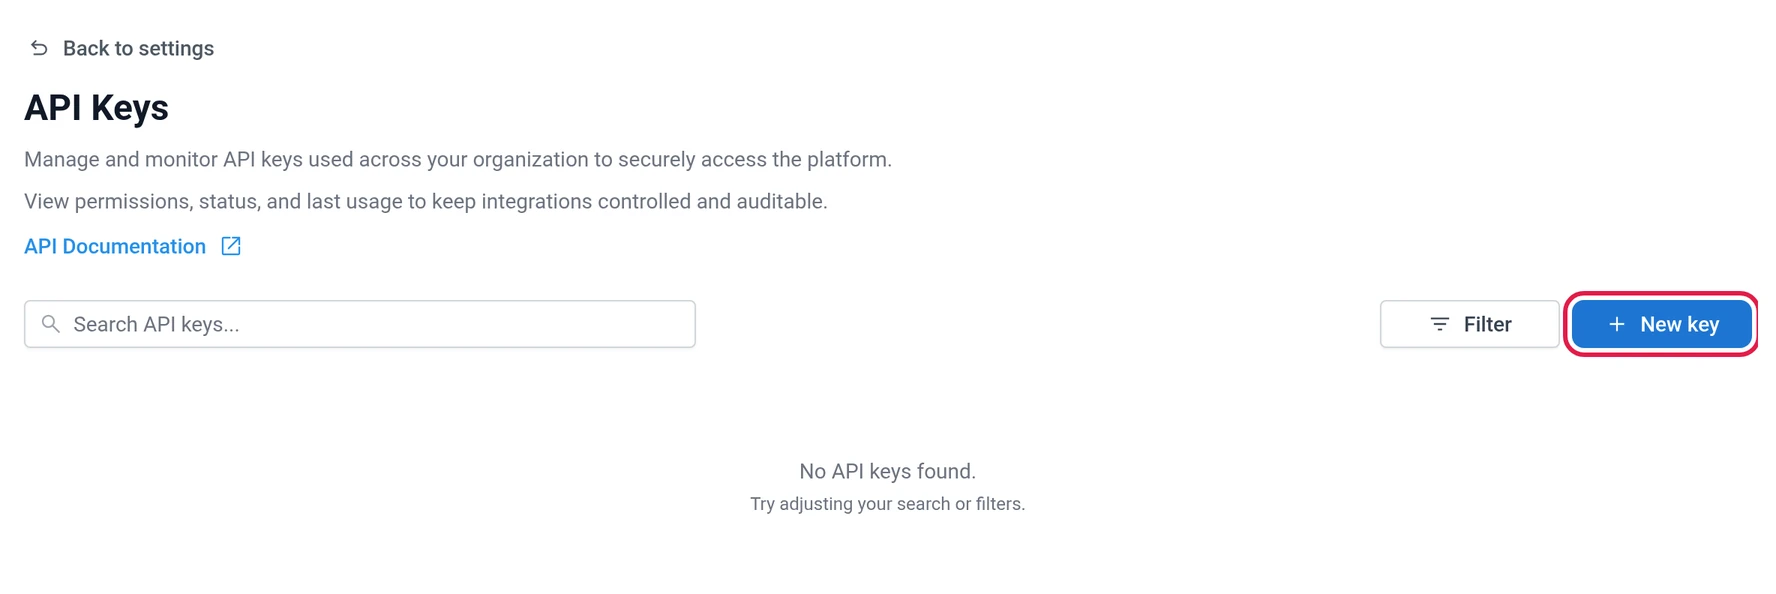 Back to settings
API Keys
Manage and monitor API keys used across your organization to securely access the platform.
View permissions, status, and last usage to keep integrations controlled and auditable.
API Documentation
Search API keys...
Filter
New key
No API keys found.
Try adjusting your search or filters.